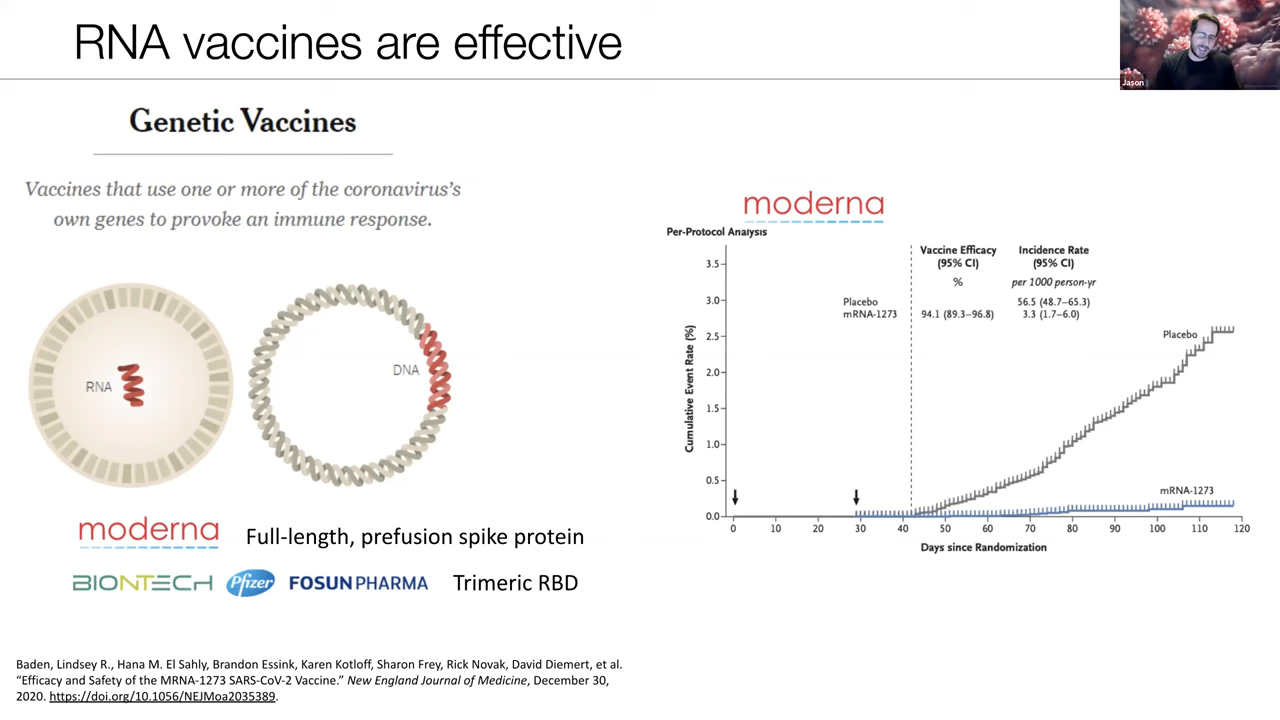 RNA vaccines are effective
Jason
Genetic Vaccines
Vaccines that use one or more of the coronavirus's
own genes to provoke an immune response.
RNA
DNA
moderna
Full-length, prefusion spike protein
BIONTECH Pfizer FOSUN PHARMA
Trimeric RBD
moderna
Per-Protocol Analysis
Vaccine Efficacy
(95% CI)
Incidence Rate
(95% CI)
%
per 1000 person-yr
Placebo 56.5 (48.7–65.3)
mRNA-1273 94.1 (89.3–96.8) 3.3 (1.7–6.0)
Cumulative Event Rate (%)
3.5
3.0
2.5
2.0
1.5
1.0
0.5
0.0
Placebo
mRNA-1273
0 10 20 30 40 50 60 70 80 90 100 110 120
Days since Randomization
Baden, Lindsey R., Hana M. El Sahly, Brandon Essink, Karen Kotloff, Sharon Frey, Rick Novak, David Diemert, et al.
“Efficacy and Safety of the MRNA-1273 SARS-CoV-2 Vaccine.” New England Journal of Medicine, December 30,
2020. https://doi.org/10.1056/NEJMoa2035389.